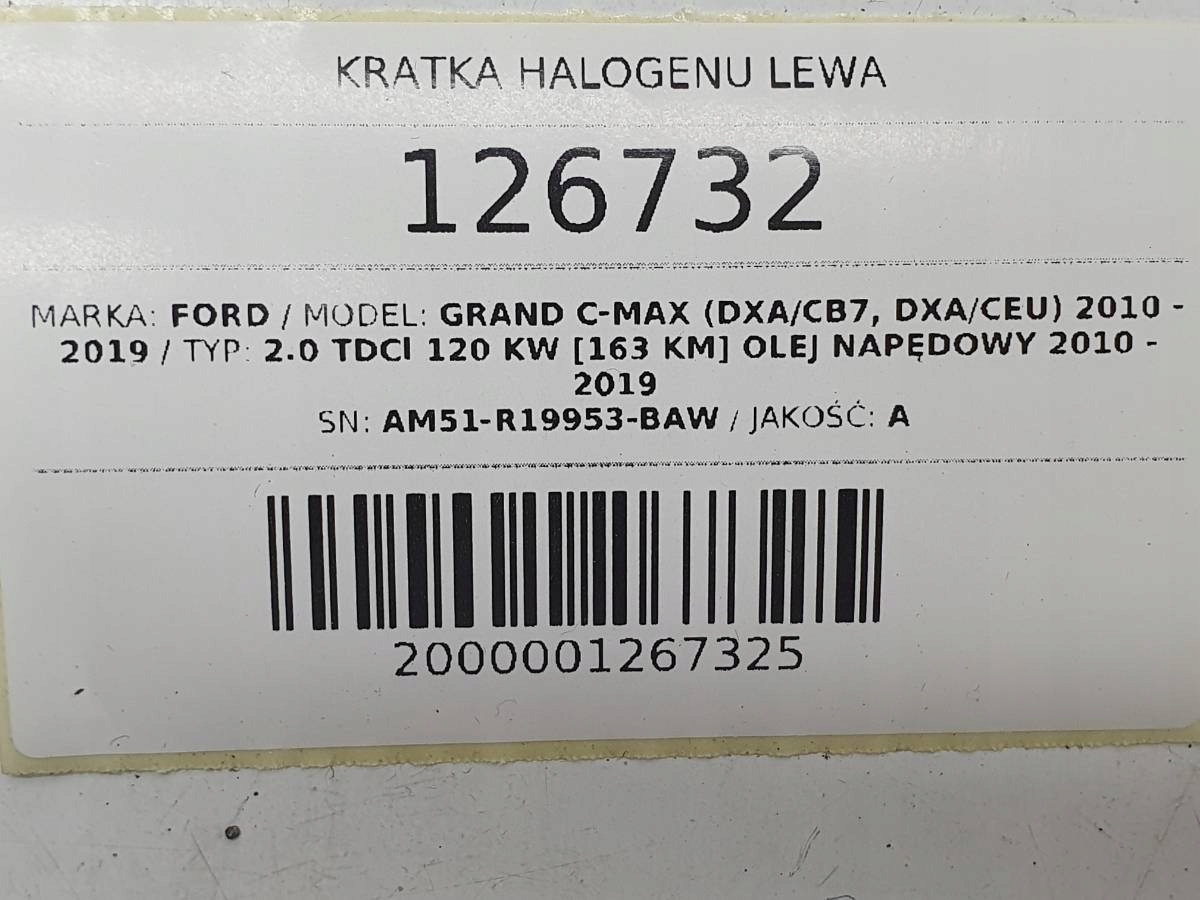 KRATKA HALOGENU LEWA
126732
MARKA: FORD / MODEL: GRAND C-MAX (DXA/CB7, DXA/CEU) 2010 -
2019 / TYP: 2.0 TDCI 120 KW [163 KM] OLEJ NAPĘDOWY 2010 -
2019
SN: AM51-R19953-BAW / JAKOŚĆ: A
2000001267325